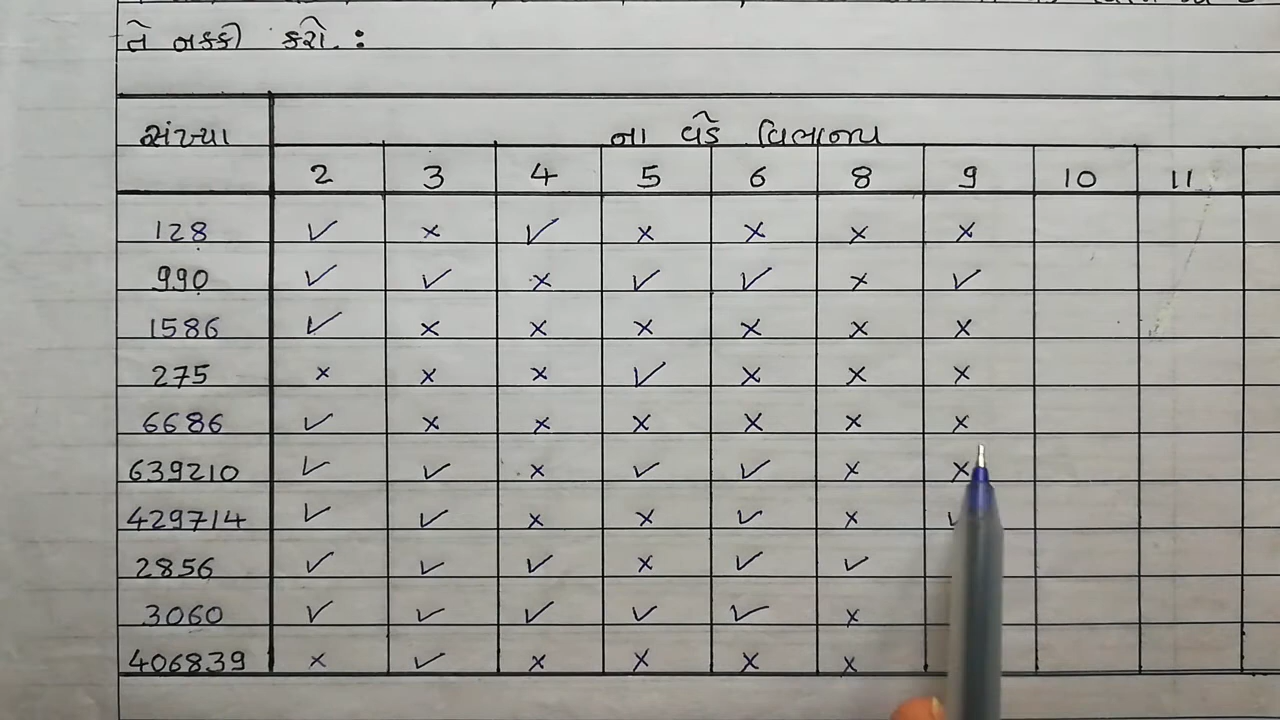 તે નક્કી કરો :
સંખ્યા ના વડે વિભાજ્ય
2 3 4 5 6 8 9 10 11
128 ✓ × ✓ × × × ×
990 ✓ ✓ × ✓ ✓ × ✓
1586 ✓ × × × × × ×
275 × × × ✓ × × ×
6686 ✓ × × × × × ×
639210 ✓ ✓ × ✓ ✓ × ×
429714 ✓ ✓ × × ✓ × ✓
2856 ✓ ✓ ✓ × ✓ ✓
3060 ✓ ✓ ✓ ✓ ✓ ×
406839 × ✓ × × × ×